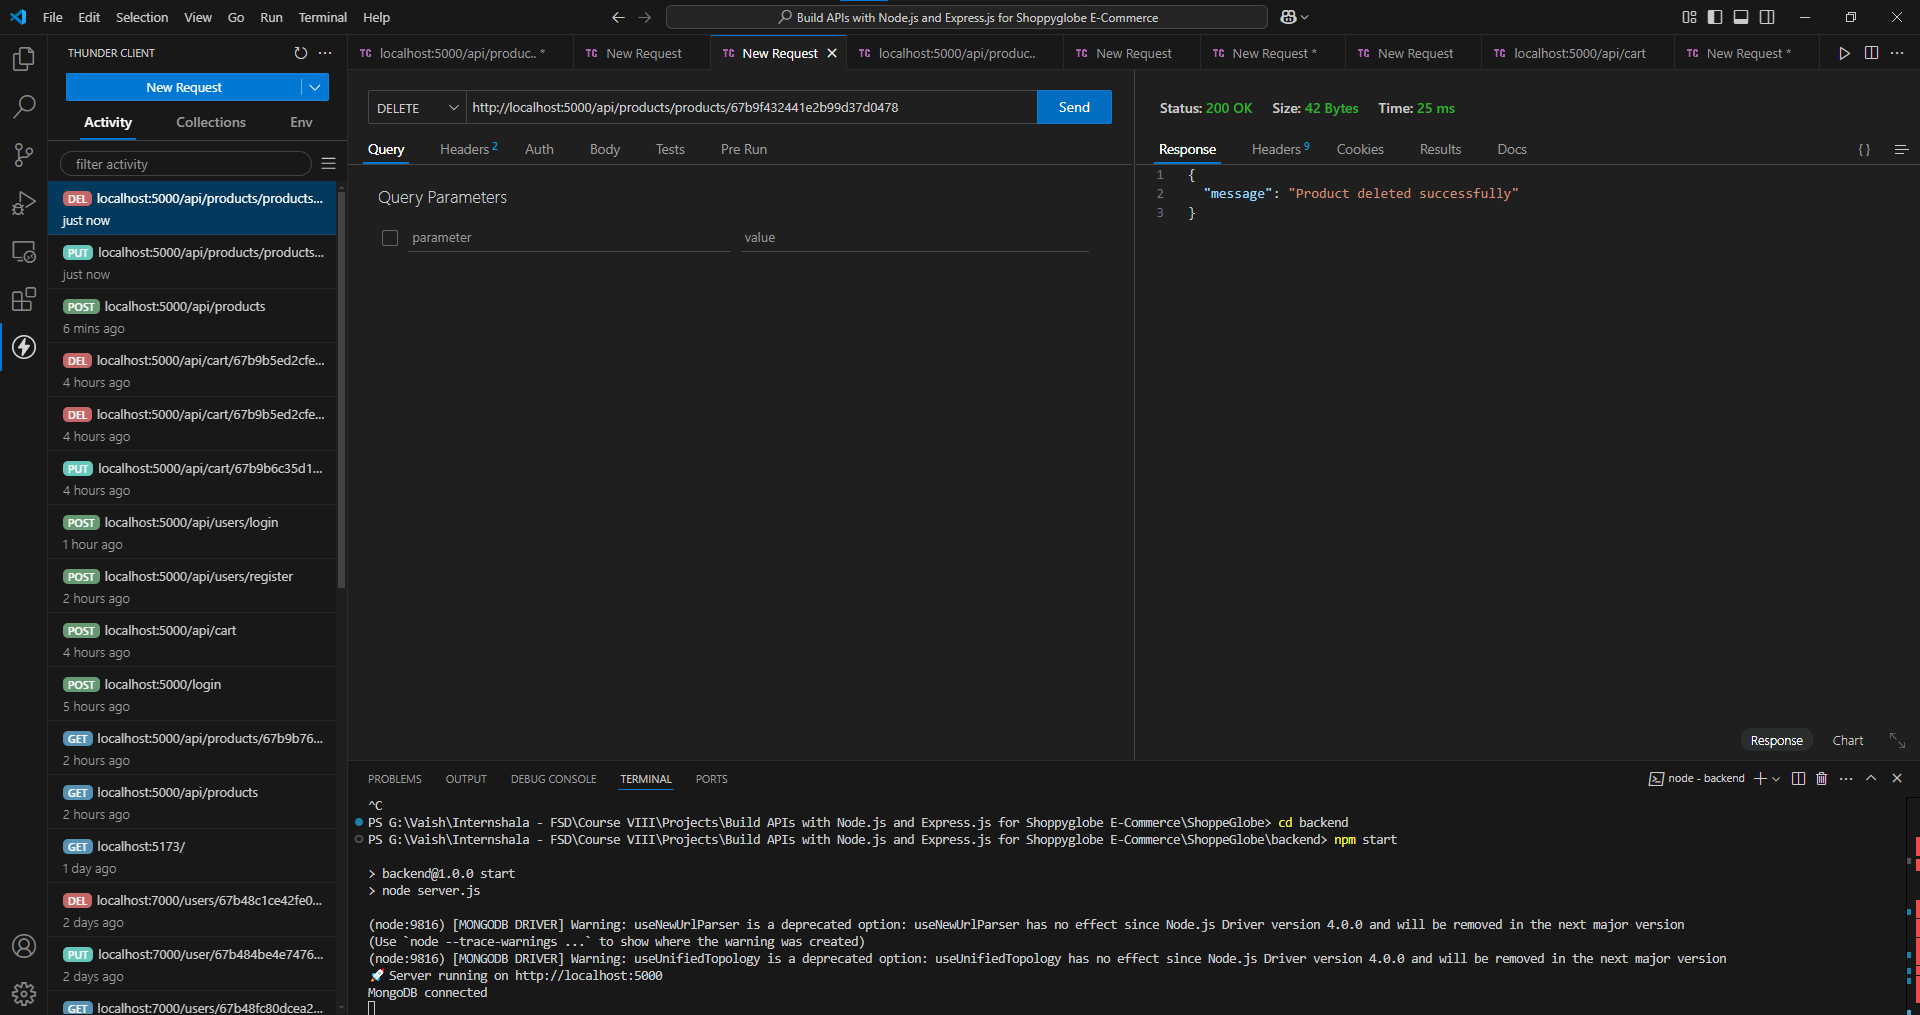 File Edit Selection View Go Run Terminal Help
Build APIs with Node.js and Express.js for Shoppyglobe E-Commerce
THUNDER CLIENT
New Request
Activity Collections Env
filter activity
DEL localhost:5000/api/products/products...
just now
PUT localhost:5000/api/products/products...
just now
POST localhost:5000/api/products
6 mins ago
DEL localhost:5000/api/cart/67b9b5ed2cfe...
4 hours ago
DEL localhost:5000/api/cart/67b9b5ed2cfe...
4 hours ago
PUT localhost:5000/api/cart/67b9b6c35d1...
4 hours ago
POST localhost:5000/api/users/login
1 hour ago
POST localhost:5000/api/users/register
2 hours ago
POST localhost:5000/api/cart
4 hours ago
POST localhost:5000/login
5 hours ago
GET localhost:5000/api/products/67b9b76...
2 hours ago
GET localhost:5000/api/products
2 hours ago
GET localhost:5173/
1 day ago
DEL localhost:7000/users/67b48c1ce42fe0...
2 days ago
PUT localhost:7000/user/67b484be4e7476...
2 days ago
GET localhost:7000/users/67b48fc80dcea2...
TC localhost:5000/api/produc.. * TC New Request TC New Request TC localhost:5000/api/produc.. TC New Request TC New Request * TC New Request TC localhost:5000/api/cart TC New Request *
DELETE http://localhost:5000/api/products/products/67b9f432441e2b99d37d0478 Send
Query Headers 2 Auth Body Tests Pre Run
Query Parameters
parameter value
Status: 200 OK Size: 42 Bytes Time: 25 ms
Response Headers 9 Cookies Results Docs { }
1 {
2 "message": "Product deleted successfully"
3 }
Response Chart
PROBLEMS OUTPUT DEBUG CONSOLE TERMINAL PORTS
node - backend
^C
PS G:\Vaish\Internshala - FSD\Course VIII\Projects\Build APIs with Node.js and Express.js for Shoppyglobe E-Commerce\ShoppeGlobe> cd backend
PS G:\Vaish\Internshala - FSD\Course VIII\Projects\Build APIs with Node.js and Express.js for Shoppyglobe E-Commerce\ShoppeGlobe\backend> npm start
> backend@1.0.0 start
> node server.js
(node:9816) [MONGODB DRIVER] Warning: useNewUrlParser is a deprecated option: useNewUrlParser has no effect since Node.js Driver version 4.0.0 and will be removed in the next major version
(Use `node --trace-warnings ...` to show where the warning was created)
(node:9816) [MONGODB DRIVER] Warning: useUnifiedTopology is a deprecated option: useUnifiedTopology has no effect since Node.js Driver version 4.0.0 and will be removed in the next major version
🚀 Server running on http://localhost:5000
MongoDB connected